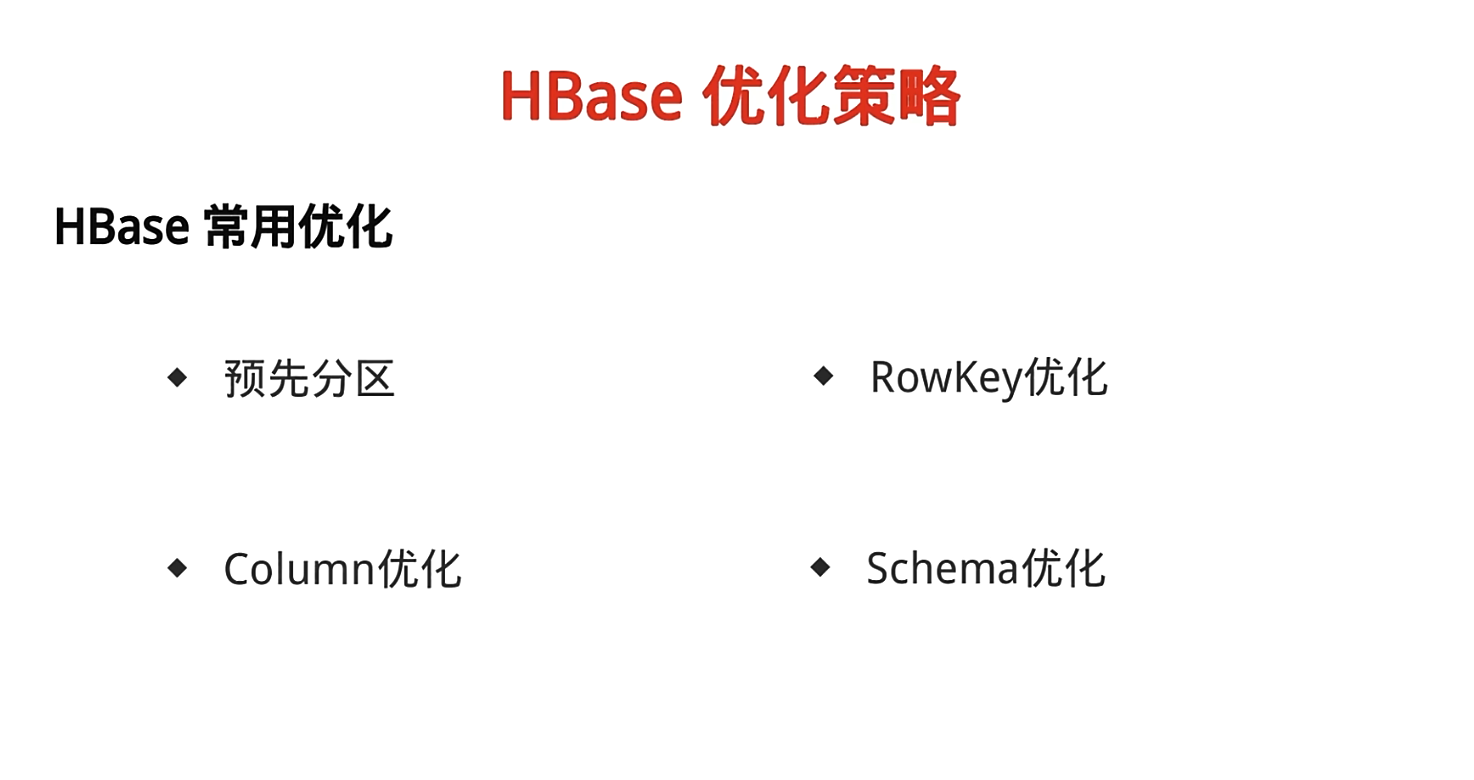 HBase 优化策略
HBase 常用优化
◆ 预先分区
◆ RowKey优化
◆ Column优化
◆ Schema优化